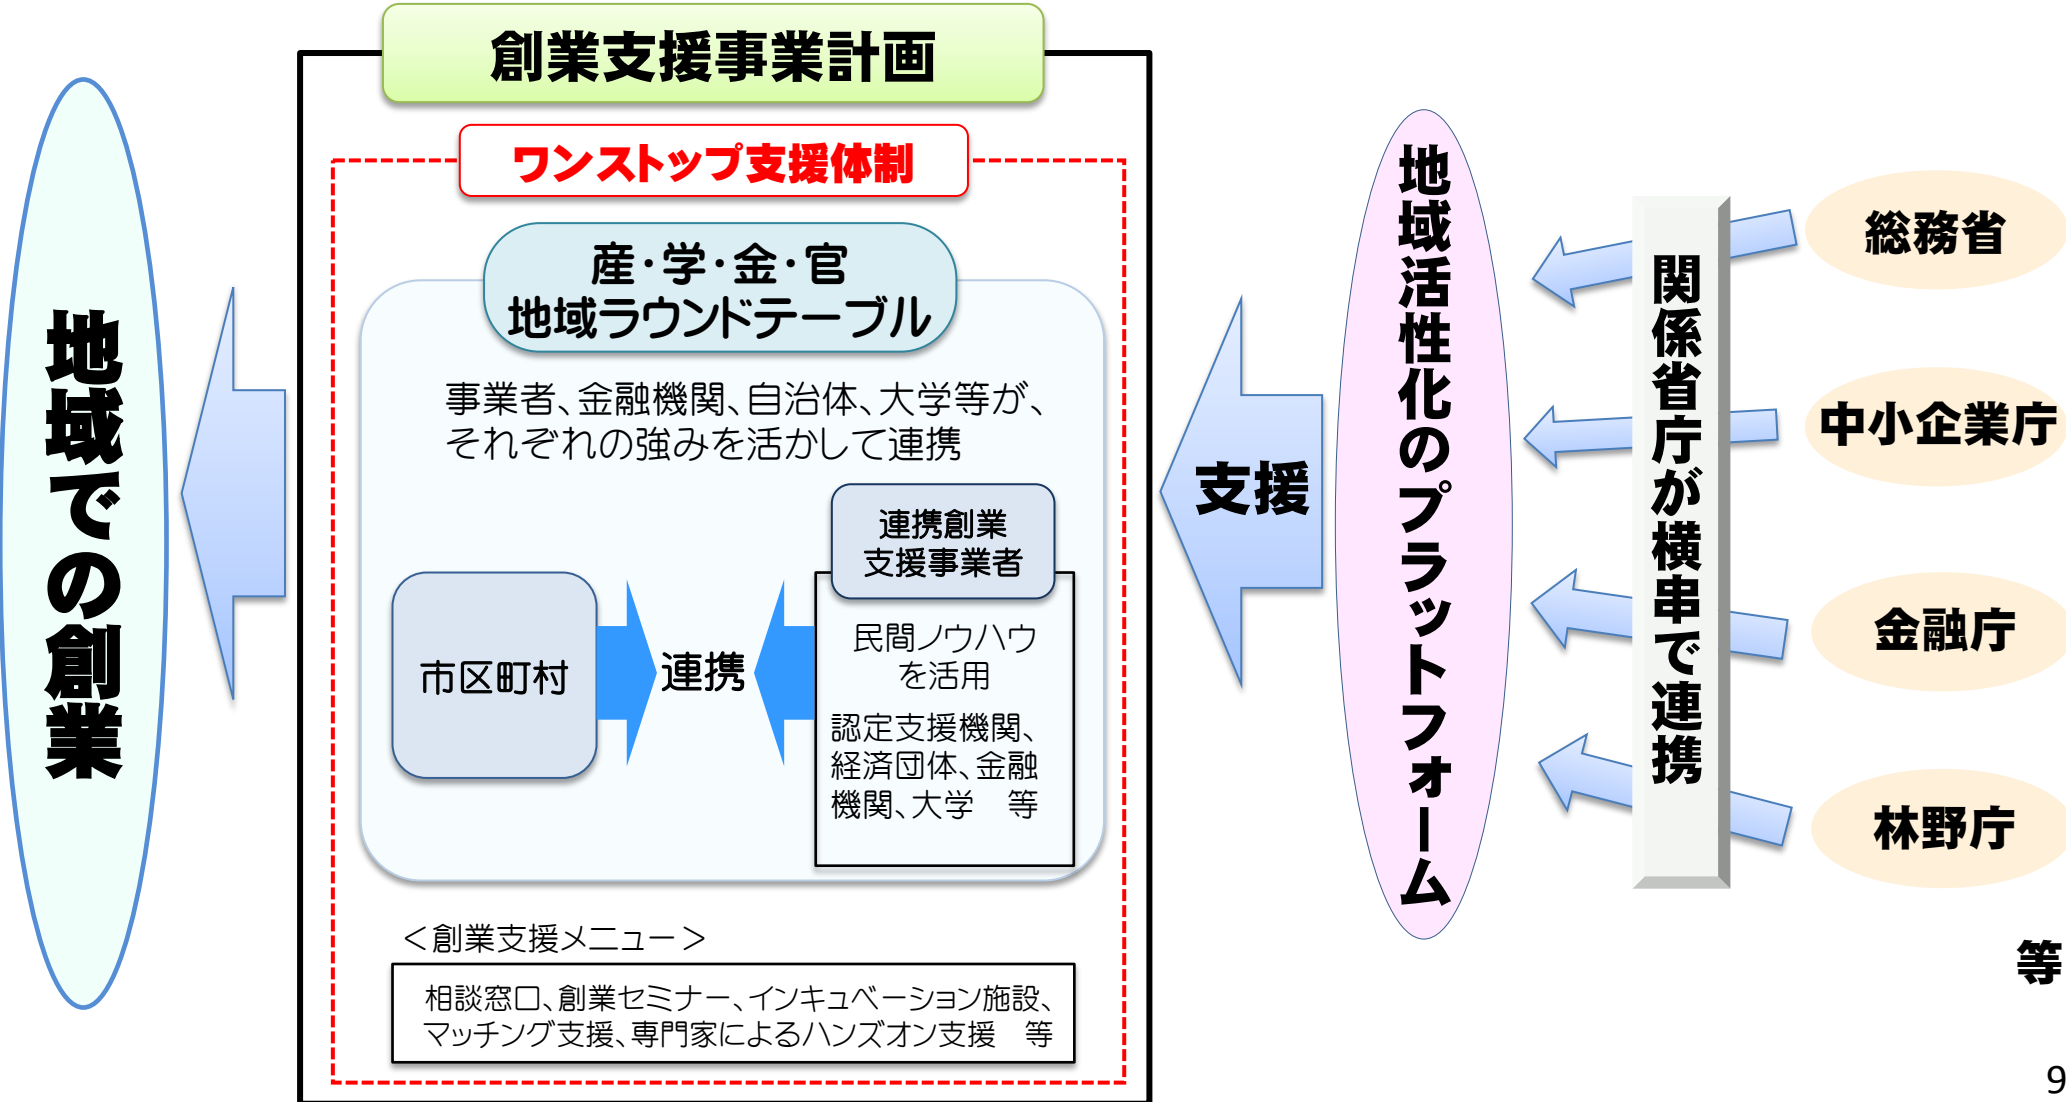 創業支援事業計画
ワンストップ支援体制
産・学・金・官
地域ラウンドテーブル
事業者、金融機関、自治体、大学等が、
それぞれの強みを活かして連携
連携創業
支援事業者
市区町村
連携
民間ノウハウ
を活用
認定支援機関、
経済団体、金融
機関、大学　等
＜創業支援メニュー＞
相談窓口、創業セミナー、インキュベーション施設、
マッチング支援、専門家によるハンズオン支援　等
地域での創業
支援
地域活性化のプラットフォーム
関係省庁が横串で連携
総務省
中小企業庁
金融庁
林野庁
等
9